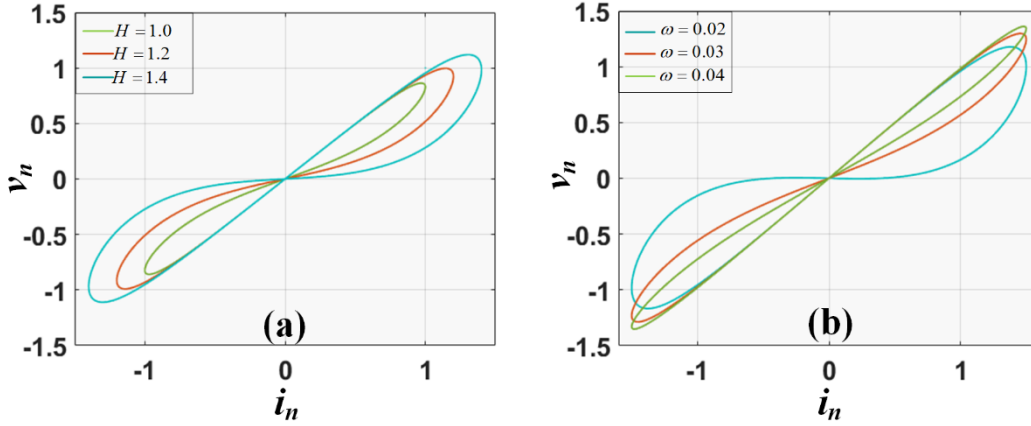 1.5
H = 1.0
H = 1.2
H = 1.4
1
0.5
0
-0.5
-1
-1.5
-1
0
1
v_n
i_n
(a)
1.5
ω = 0.02
ω = 0.03
ω = 0.04
1
0.5
0
-0.5
-1
-1.5
-1
0
1
v_n
i_n
(b)